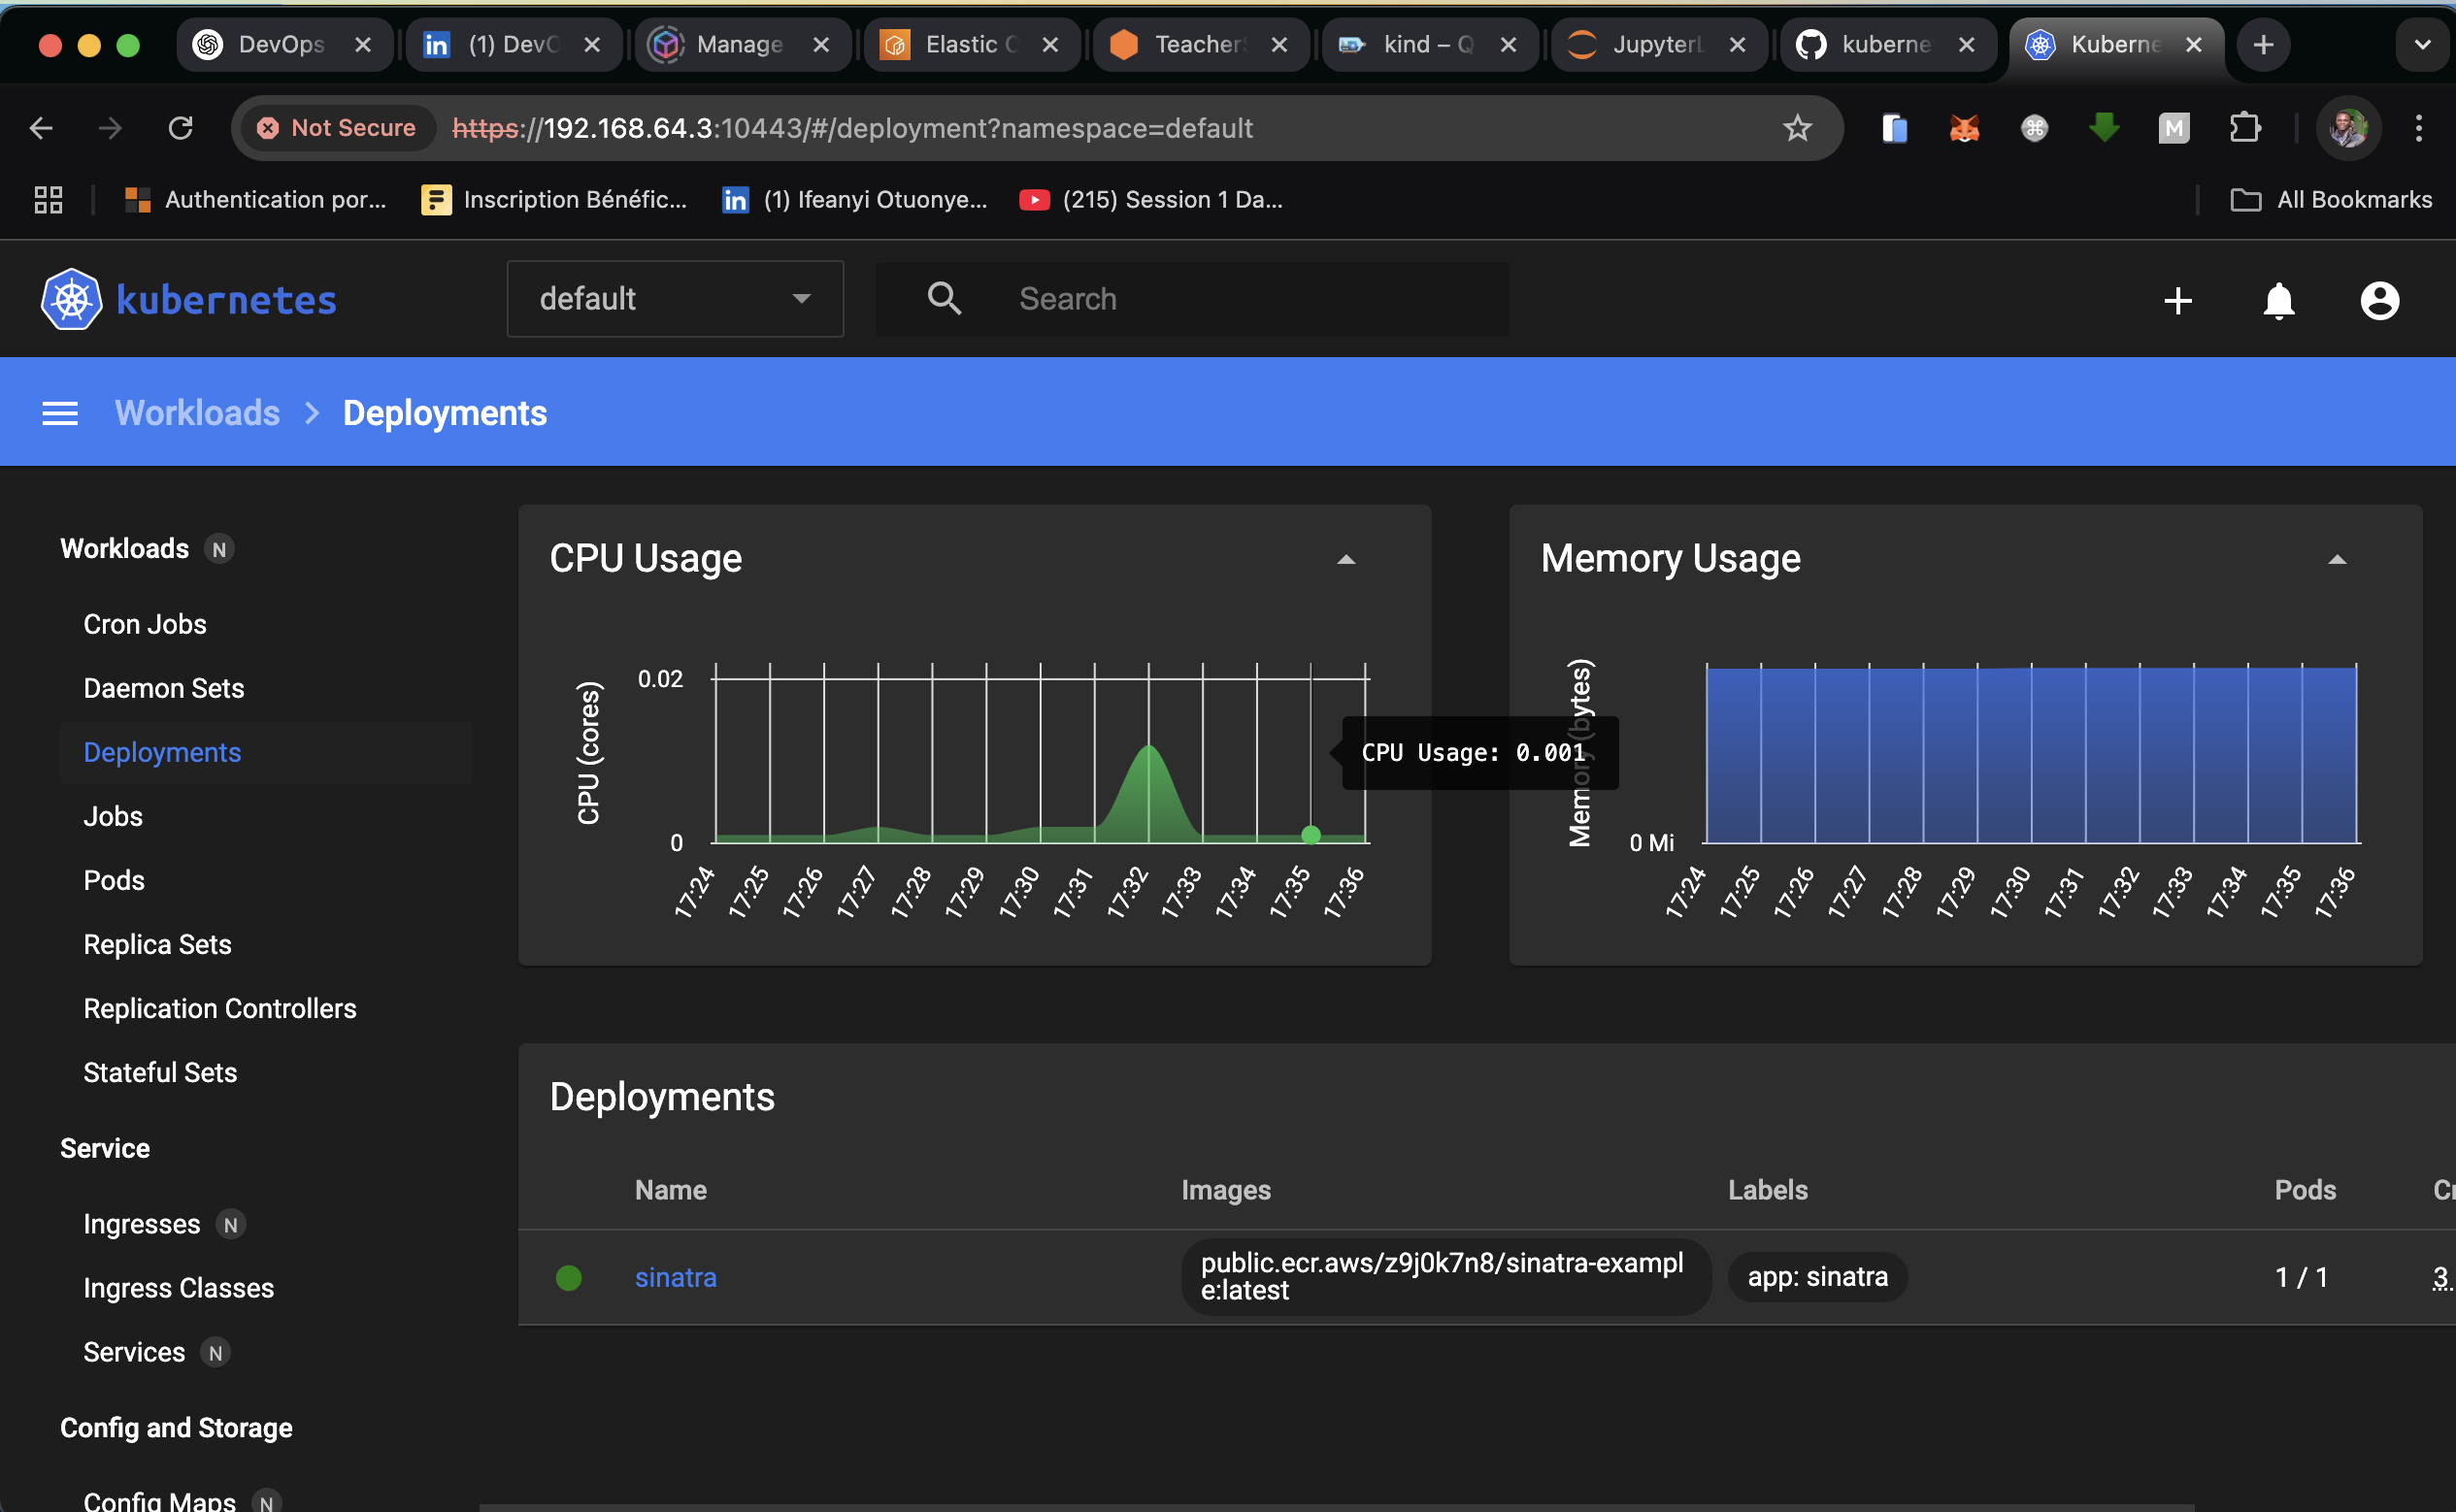 DevOps
(1) DevO
Manage
Elastic C
Teachers
kind – Q
JupyterL
kuberne
Kuberne
Not Secure
https://192.168.64.3:10443/#/deployment?namespace=default
M
Authentication por...
Inscription Bénéfic...
(1) Ifeanyi Otuonye...
(215) Session 1 Da...
All Bookmarks
kubernetes
default
Search
Workloads
Deployments
Workloads N
Cron Jobs
Daemon Sets
Deployments
Jobs
Pods
Replica Sets
Replication Controllers
Stateful Sets
Service
Ingresses N
Ingress Classes
Services N
Config and Storage
Config Maps N
CPU Usage
CPU (cores)
0.02
0
17:24
17:25
17:26
17:27
17:28
17:29
17:30
17:31
17:32
17:33
17:34
17:35
17:36
CPU Usage: 0.001
Memory Usage
Memory (bytes)
0 Mi
17:24
17:25
17:26
17:27
17:28
17:29
17:30
17:31
17:32
17:33
17:34
17:35
17:36
Deployments
Name Images Labels Pods
sinatra
public.ecr.aws/z9j0k7n8/sinatra-exampl
e:latest
app: sinatra
1 / 1
3